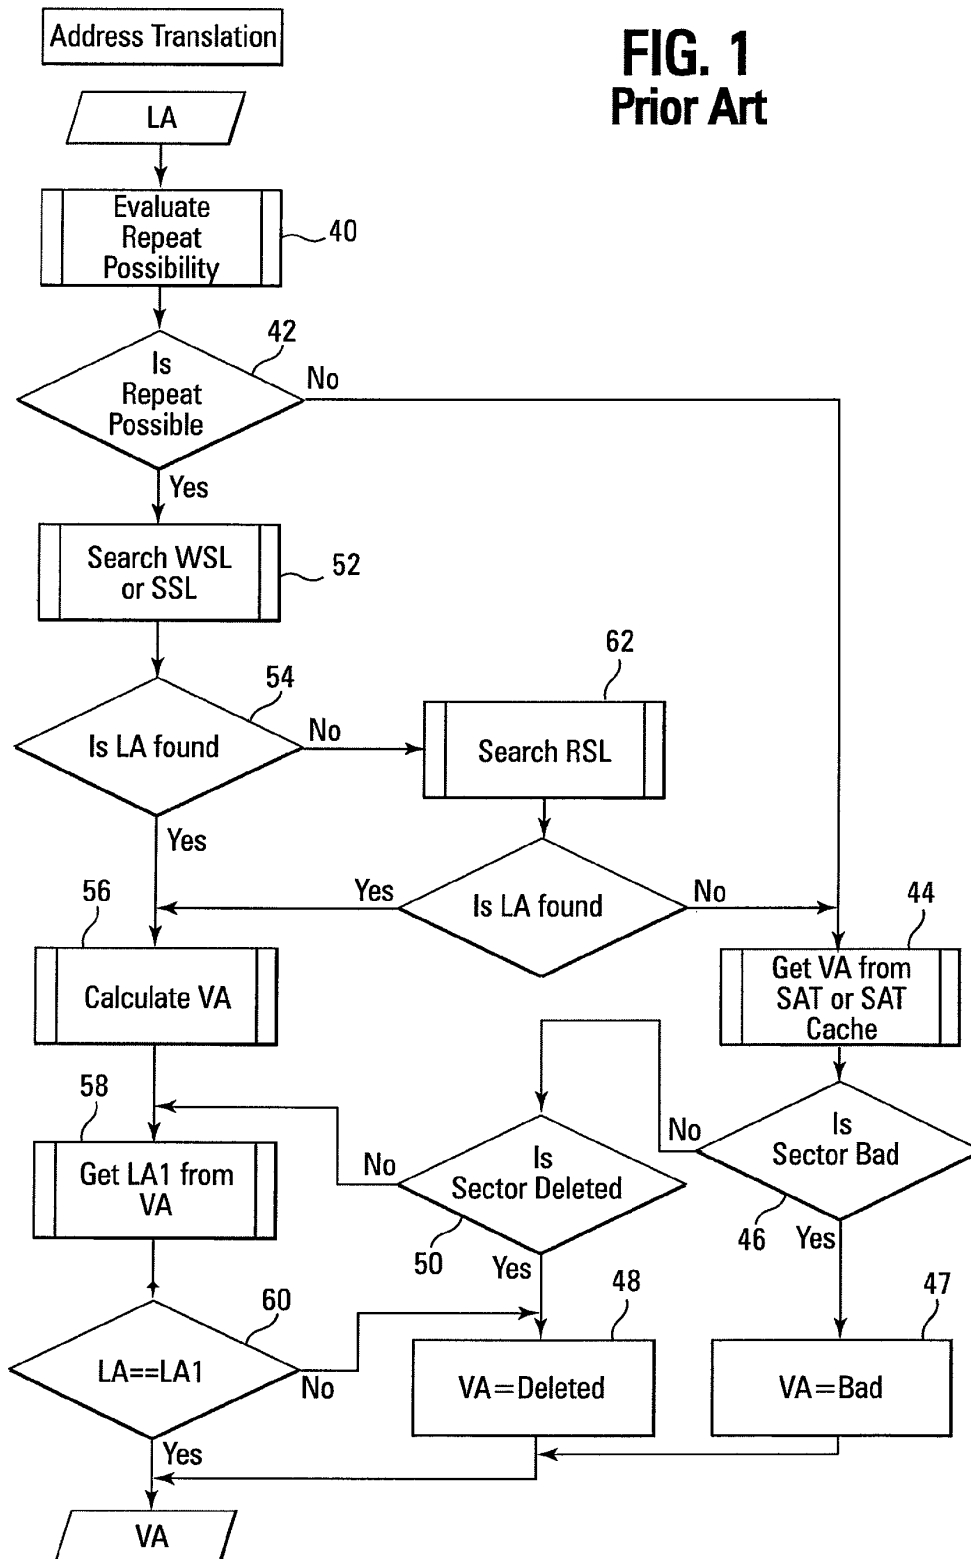 Address Translation
FIG. 1
Prior Art
LA
Evaluate
Repeat
Possibility
40
42
Is
Repeat
Possible
No
Yes
Search WSL
or SSL
52
54
Is LA found
No
Yes
62
Search RSL
Is LA found
Yes
No
56
Calculate VA
44
Get VA from
SAT or SAT
Cache
58
Get LA1 from
VA
Is
Sector Deleted
No
50
Yes
Is
Sector Bad
No
46
Yes
60
LA==LA1
No
Yes
48
VA=Deleted
47
VA=Bad
VA